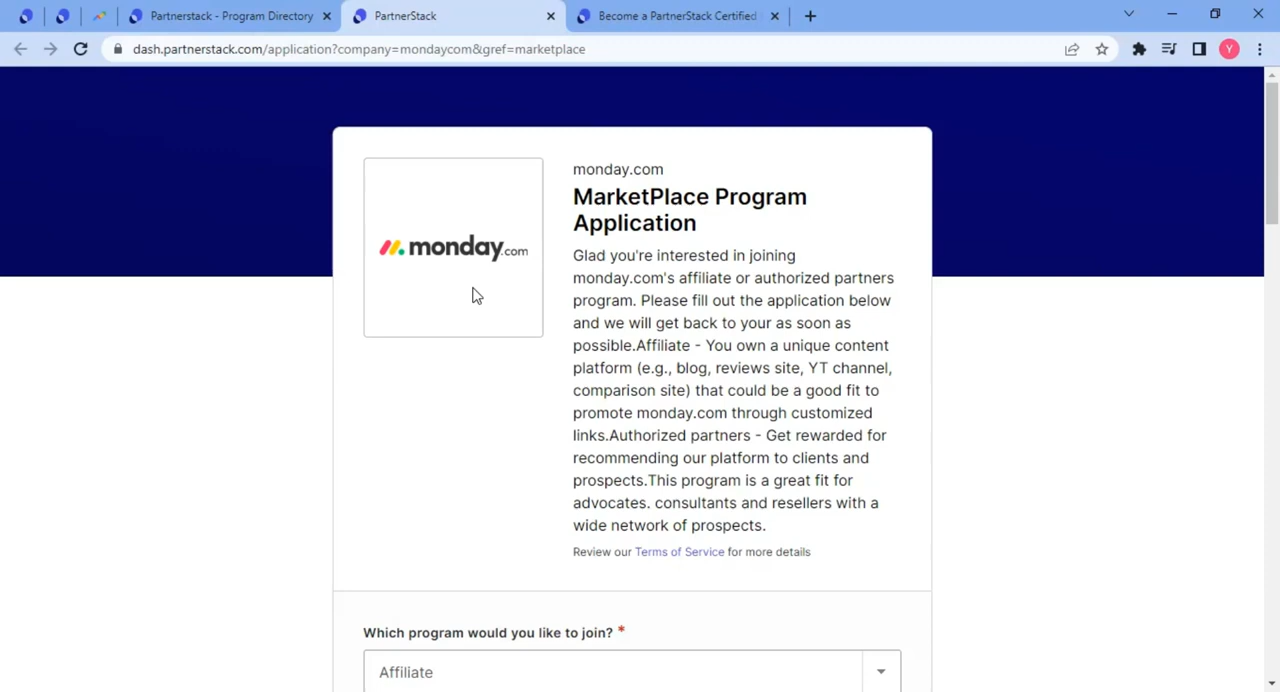 Partnerstack - Program Directory
PartnerStack
Become a PartnerStack Certified
dash.partnerstack.com/application?company=mondaycom&gref=marketplace
Y
monday.com
monday.com
MarketPlace Program
Application
Glad you're interested in joining
monday.com's affiliate or authorized partners
program. Please fill out the application below
and we will get back to your as soon as
possible.Affiliate - You own a unique content
platform (e.g., blog, reviews site, YT channel,
comparison site) that could be a good fit to
promote monday.com through customized
links.Authorized partners - Get rewarded for
recommending our platform to clients and
prospects.This program is a great fit for
advocates. consultants and resellers with a
wide network of prospects.
Review our Terms of Service for more details
Which program would you like to join? *
Affiliate